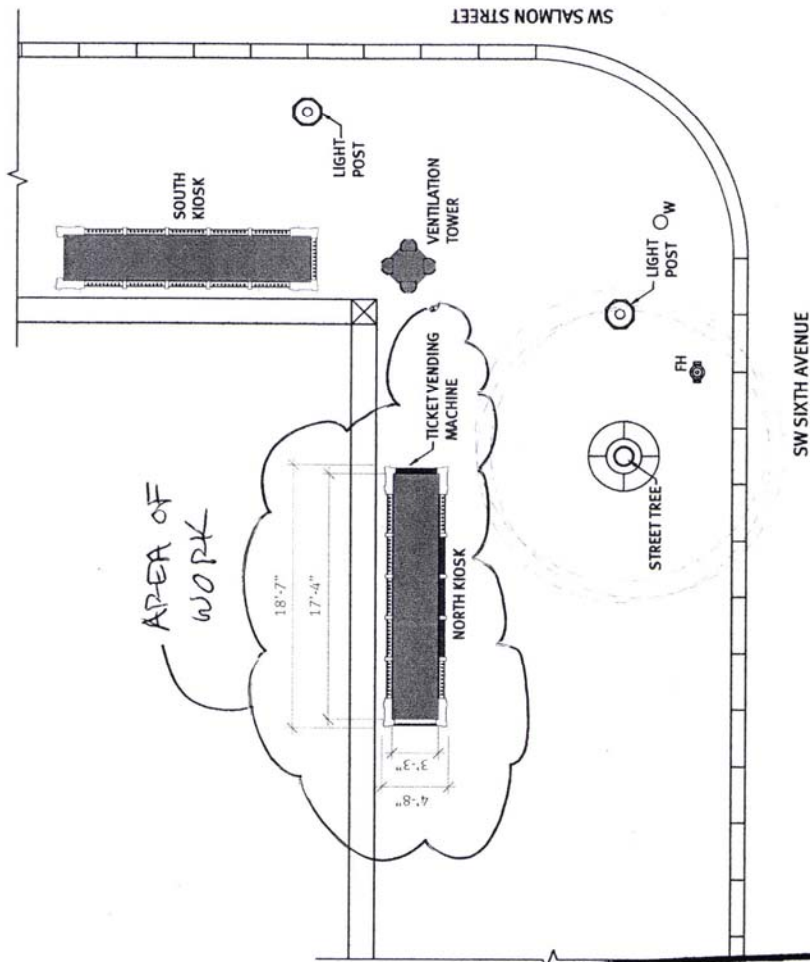 SW SALMON STREET
LIGHT
POST
SOUTH
KIOSK
VENTILATION
TOWER
LIGHT
POST
W
FH
TICKET VENDING
MACHINE
STREET TREE
SW SIXTH AVENUE
AREA OF
WORK
18'-7"
17'-4"
NORTH KIOSK
3'-3"
4'-8"